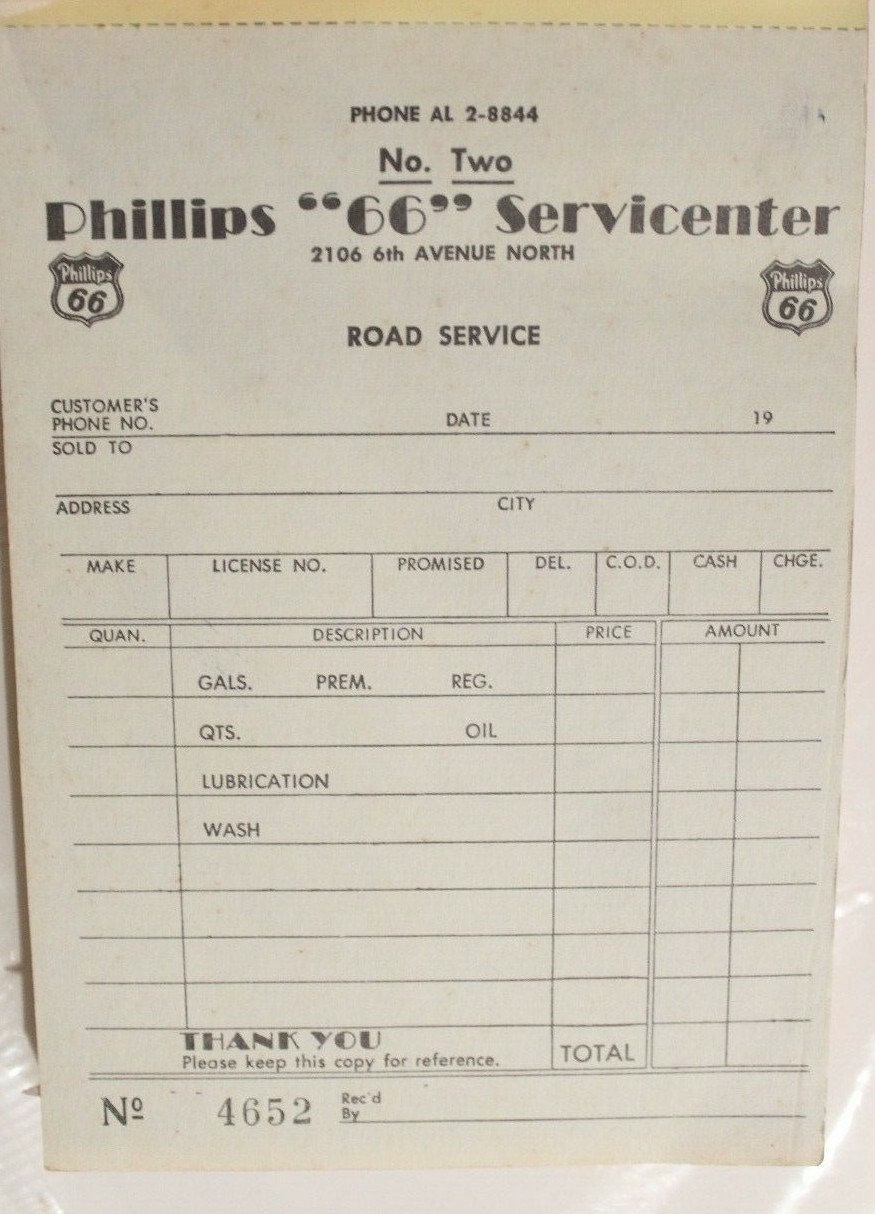 PHONE AL 2-8844
No. Two
Phillips "66" Servicenter
2106 6th AVENUE NORTH
Phillips 66
Phillips 66
ROAD SERVICE
CUSTOMER'S
PHONE NO. DATE 19
SOLD TO
ADDRESS CITY
MAKE LICENSE NO. PROMISED DEL. C.O.D. CASH CHGE.
QUAN. DESCRIPTION PRICE AMOUNT
GALS. PREM. REG.
QTS. OIL
LUBRICATION
WASH
THANK YOU
Please keep this copy for reference. TOTAL
Nº 4652 Rec'd
By